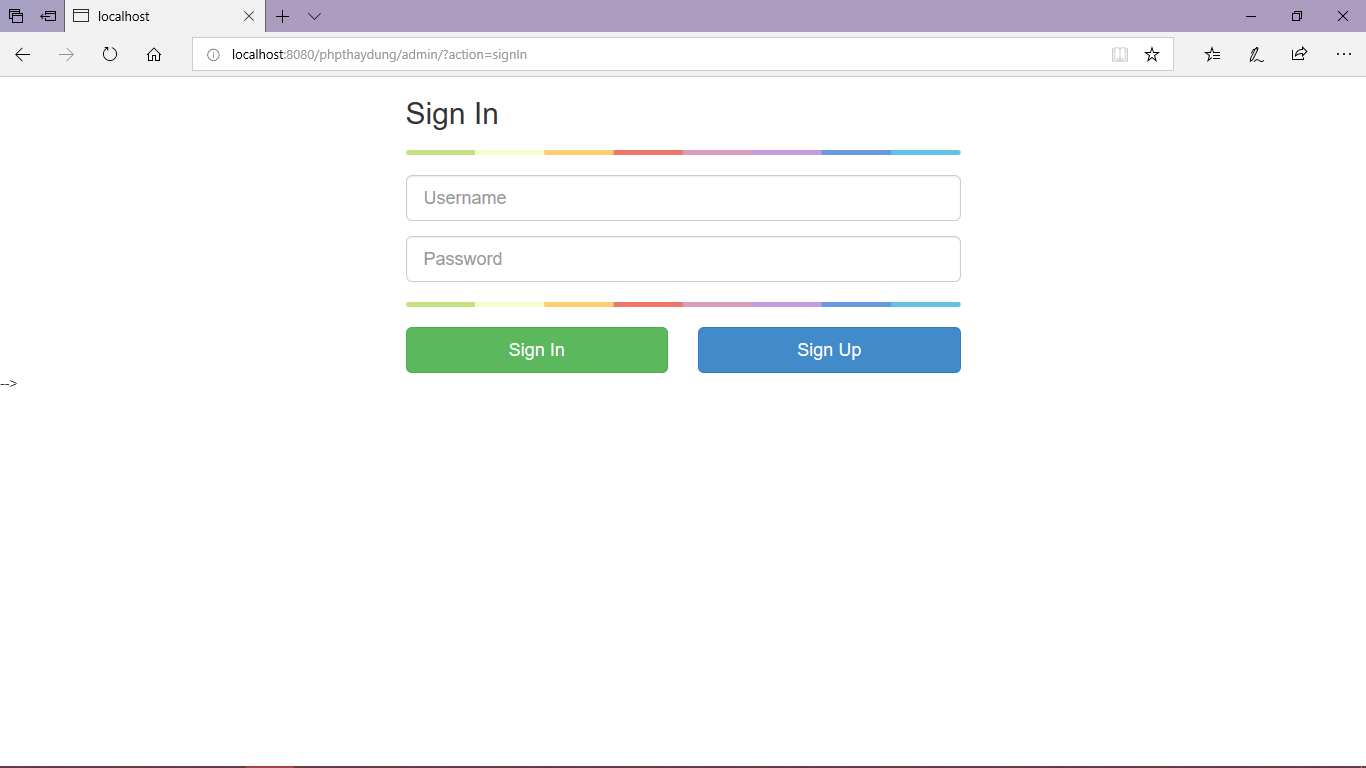 localhost
localhost:8080/phpthaydung/admin/?action=signIn
Sign In
Username
Password
Sign In
Sign Up
-->